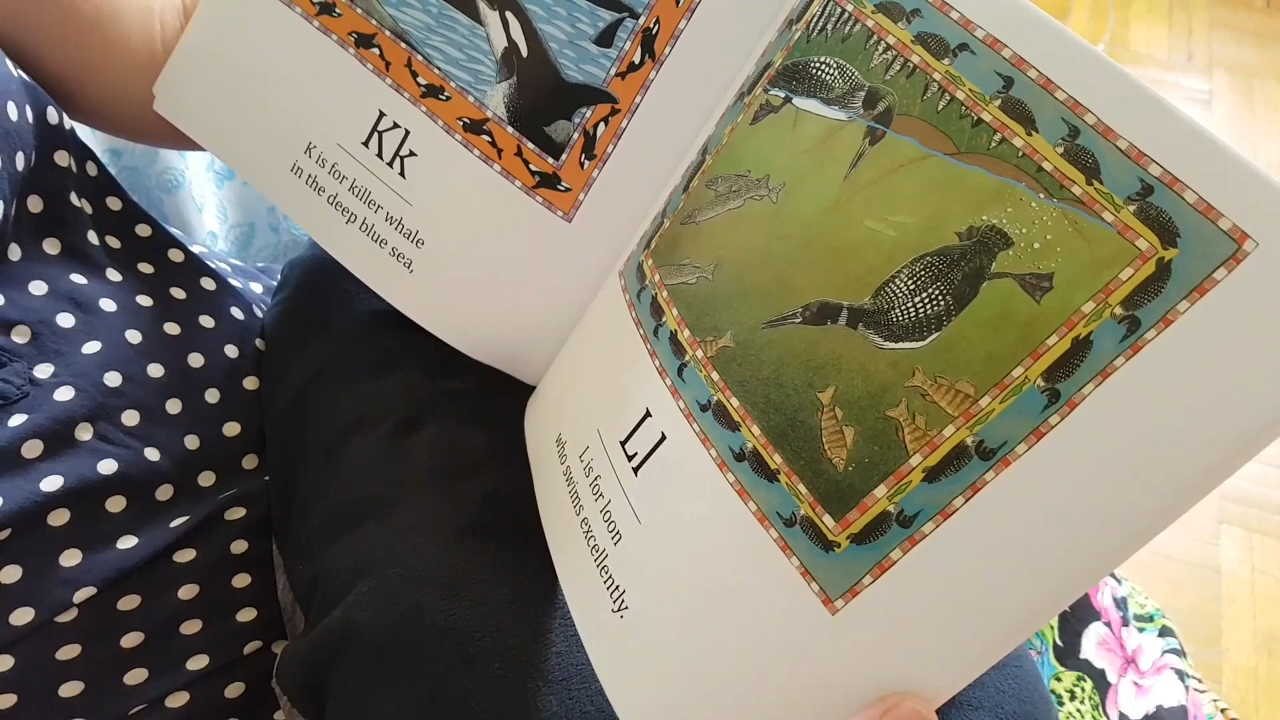 Kk
K is for killer whale
in the deep blue sea,
Ll
L is for loon
who swims excellently.